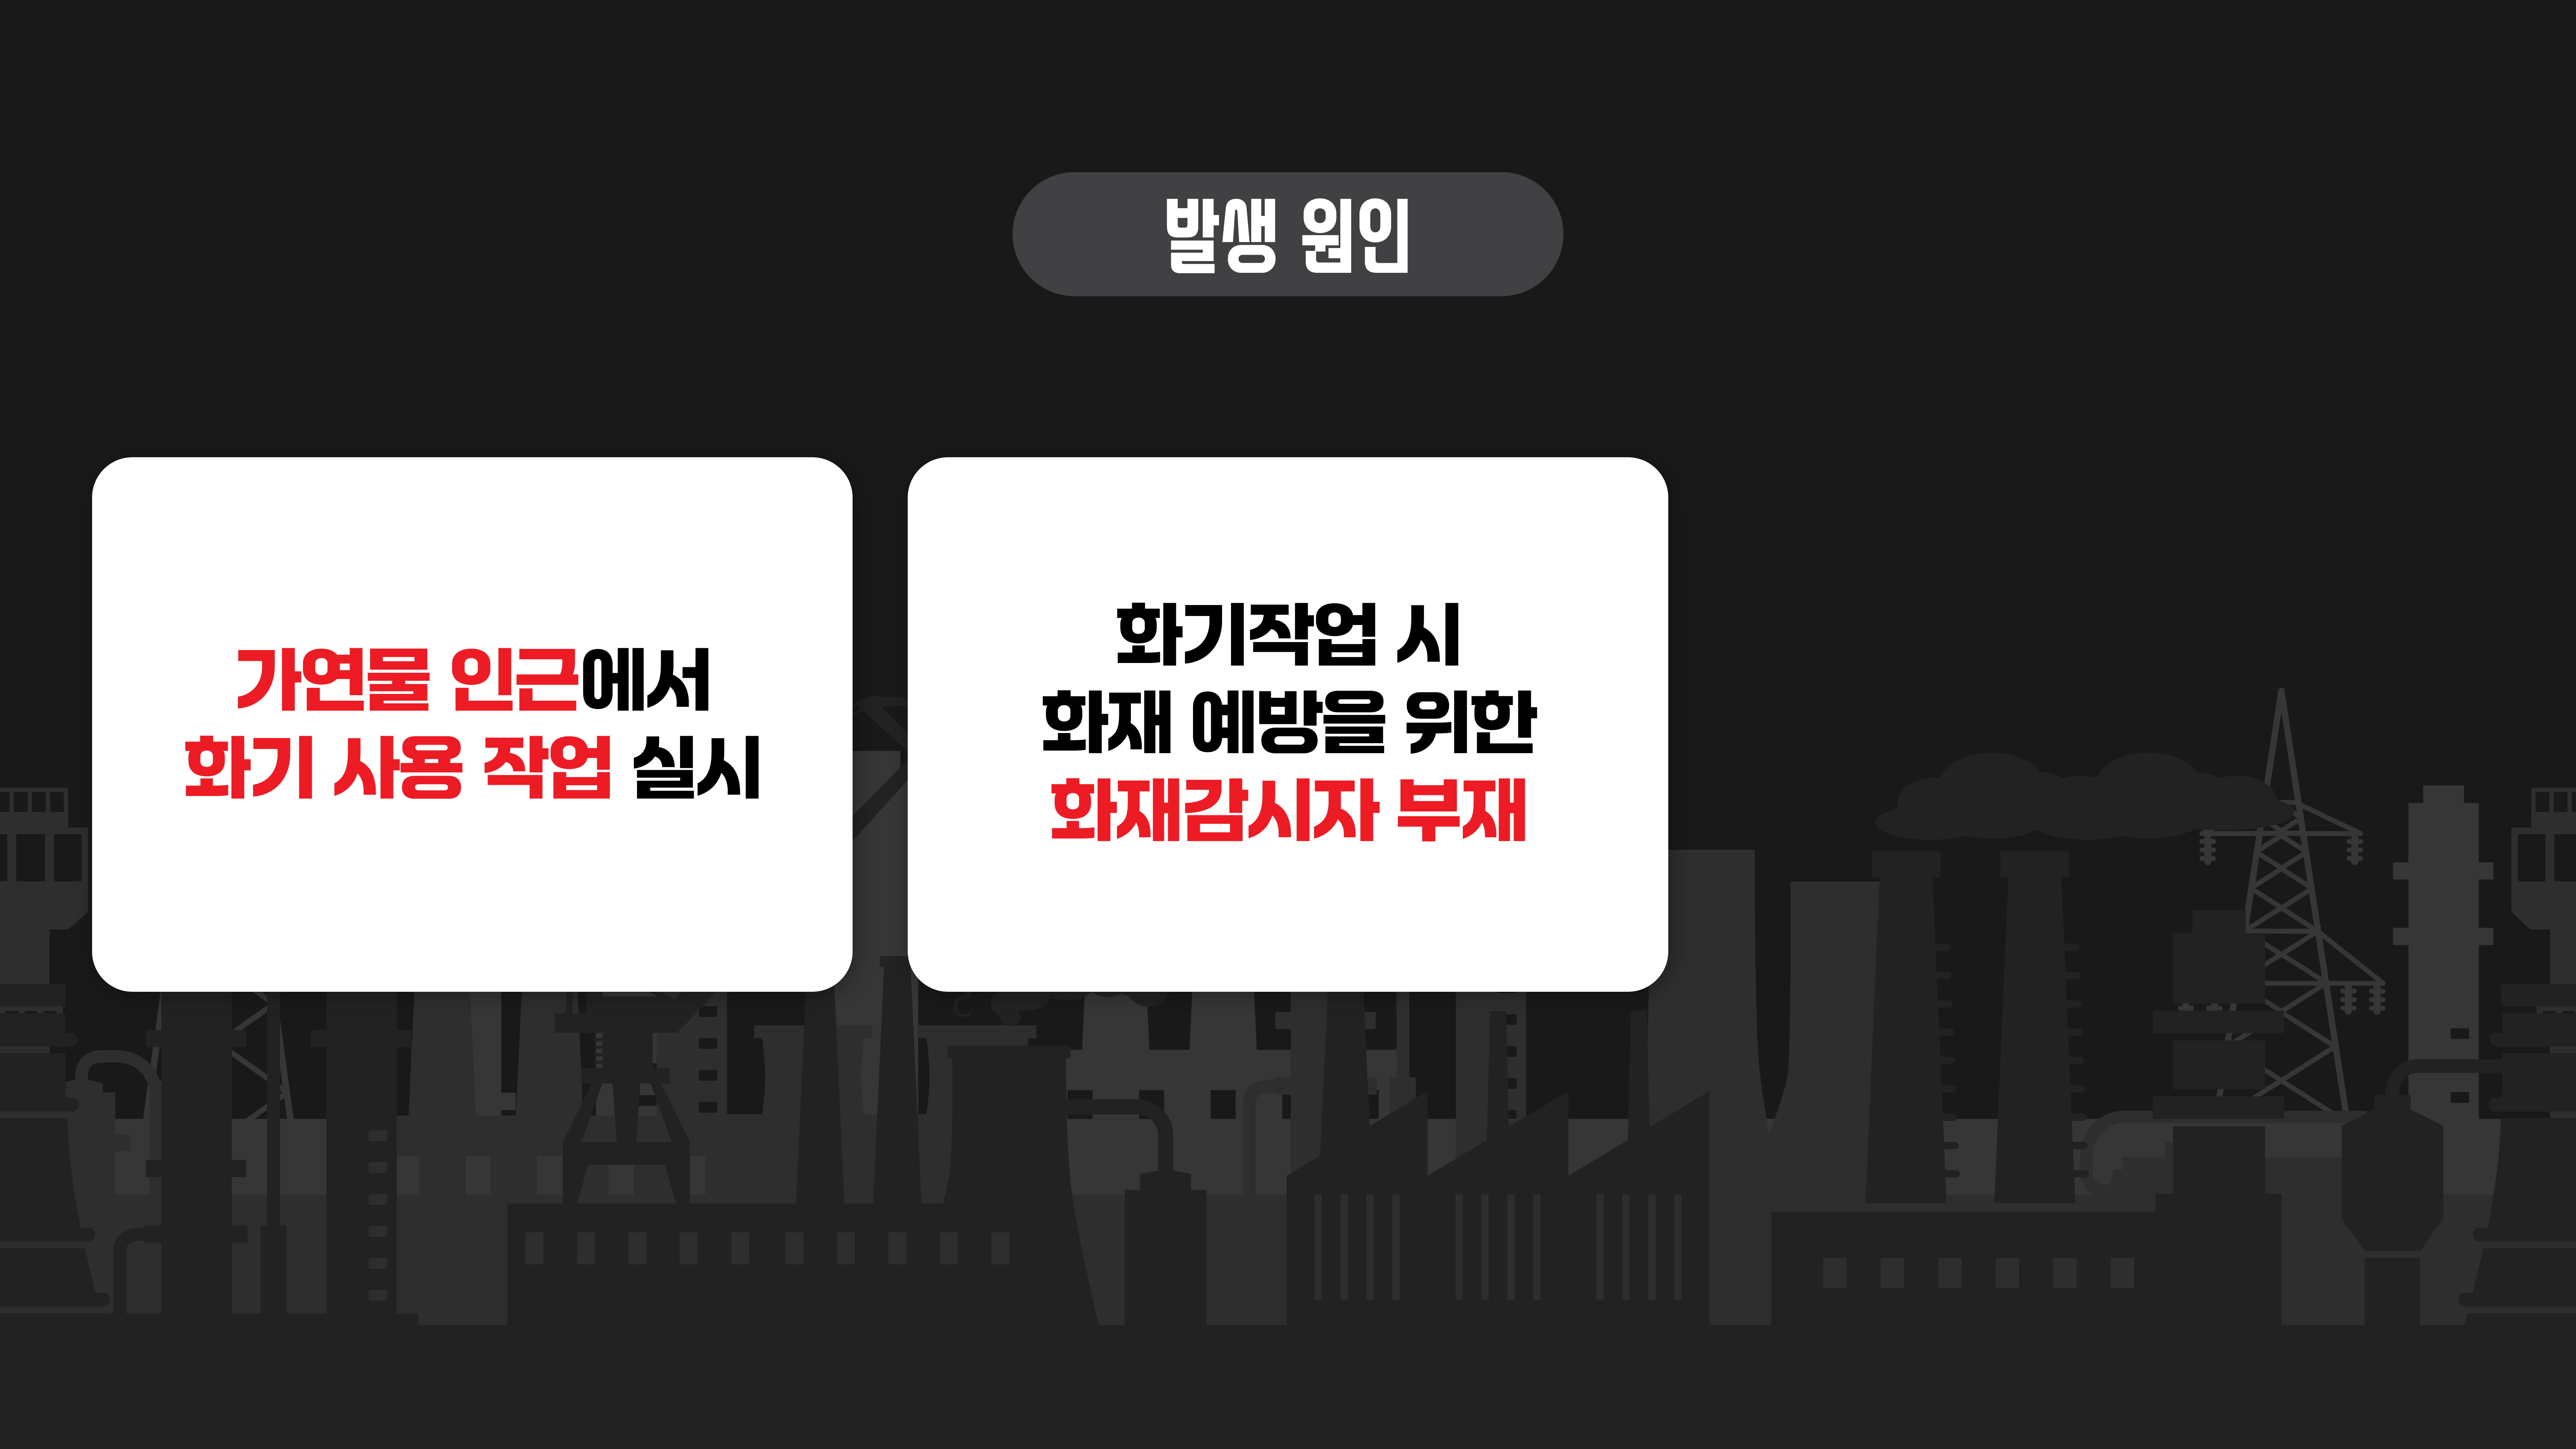 발생 원인
가연물 인근에서
화기 사용 작업 실시
화기작업 시
화재 예방을 위한
화재감시자 부재